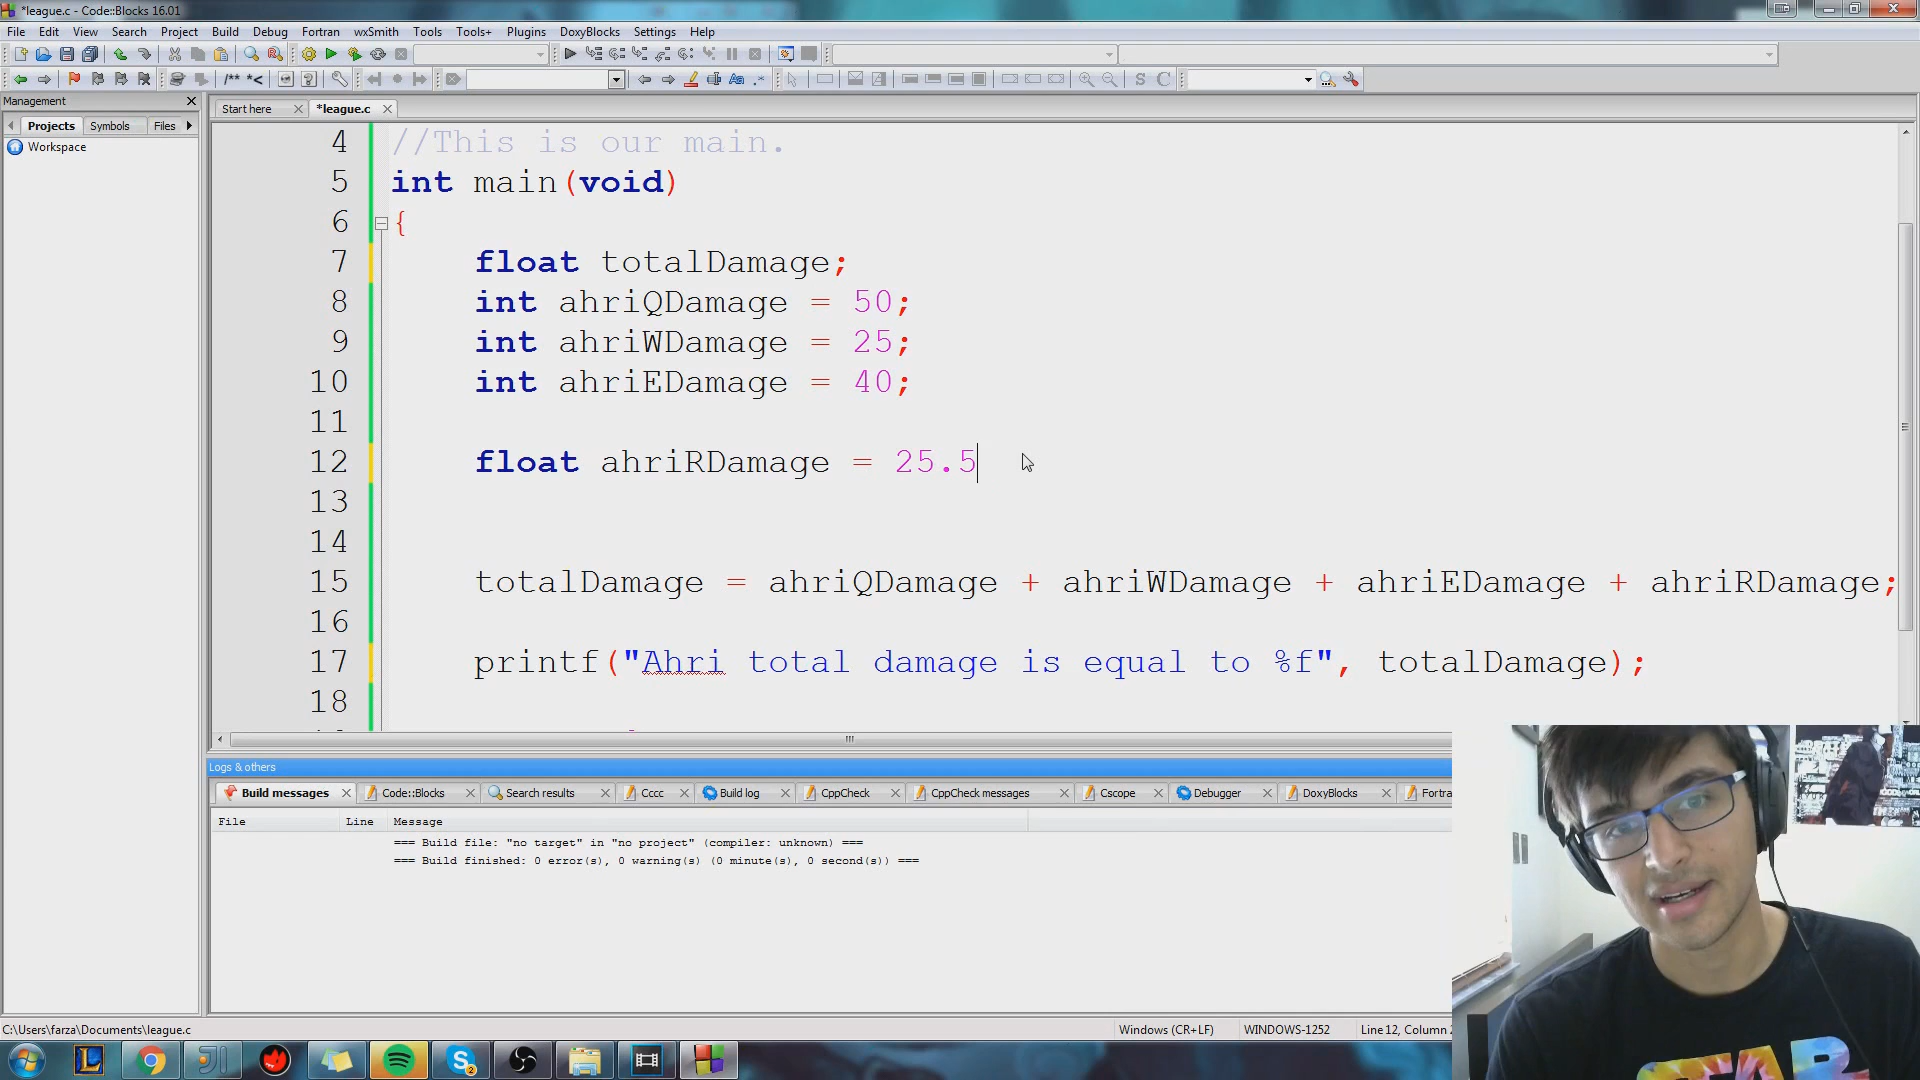 *league.c - Code::Blocks 16.01
File Edit View Search Project Build Debug Fortran wxSmith Tools Tools+ Plugins DoxyBlocks Settings Help
/** *<
Management
Start here *league.c
Projects Symbols Files
Workspace
4 //This is our main.
5 int main(void)
6 {
7 float totalDamage;
8 int ahriQDamage = 50;
9 int ahriWDamage = 25;
10 int ahriEDamage = 40;
11
12 float ahriRDamage = 25.5
13
14
15 totalDamage = ahriQDamage + ahriWDamage + ahriEDamage + ahriRDamage;
16
17 printf("Ahri total damage is equal to %f", totalDamage);
18
Logs & others
Build messages Code::Blocks Search results Cccc Build log CppCheck CppCheck messages Cscope Debugger DoxyBlocks Fortra
File Line Message
=== Build file: "no target" in "no project" (compiler: unknown) ===
=== Build finished: 0 error(s), 0 warning(s) (0 minute(s), 0 second(s)) ===
C:\Users\farza\Documents\league.c Windows (CR+LF) WINDOWS-1252 Line 12, Column
STAR